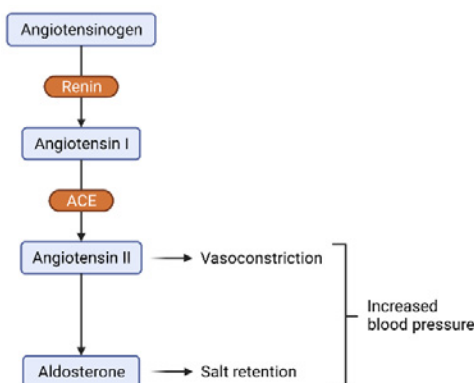 Angiotensinogen
Renin
Angiotensin I
ACE
Angiotensin II
Vasoconstriction
Increased
blood pressure
Aldosterone
Salt retention